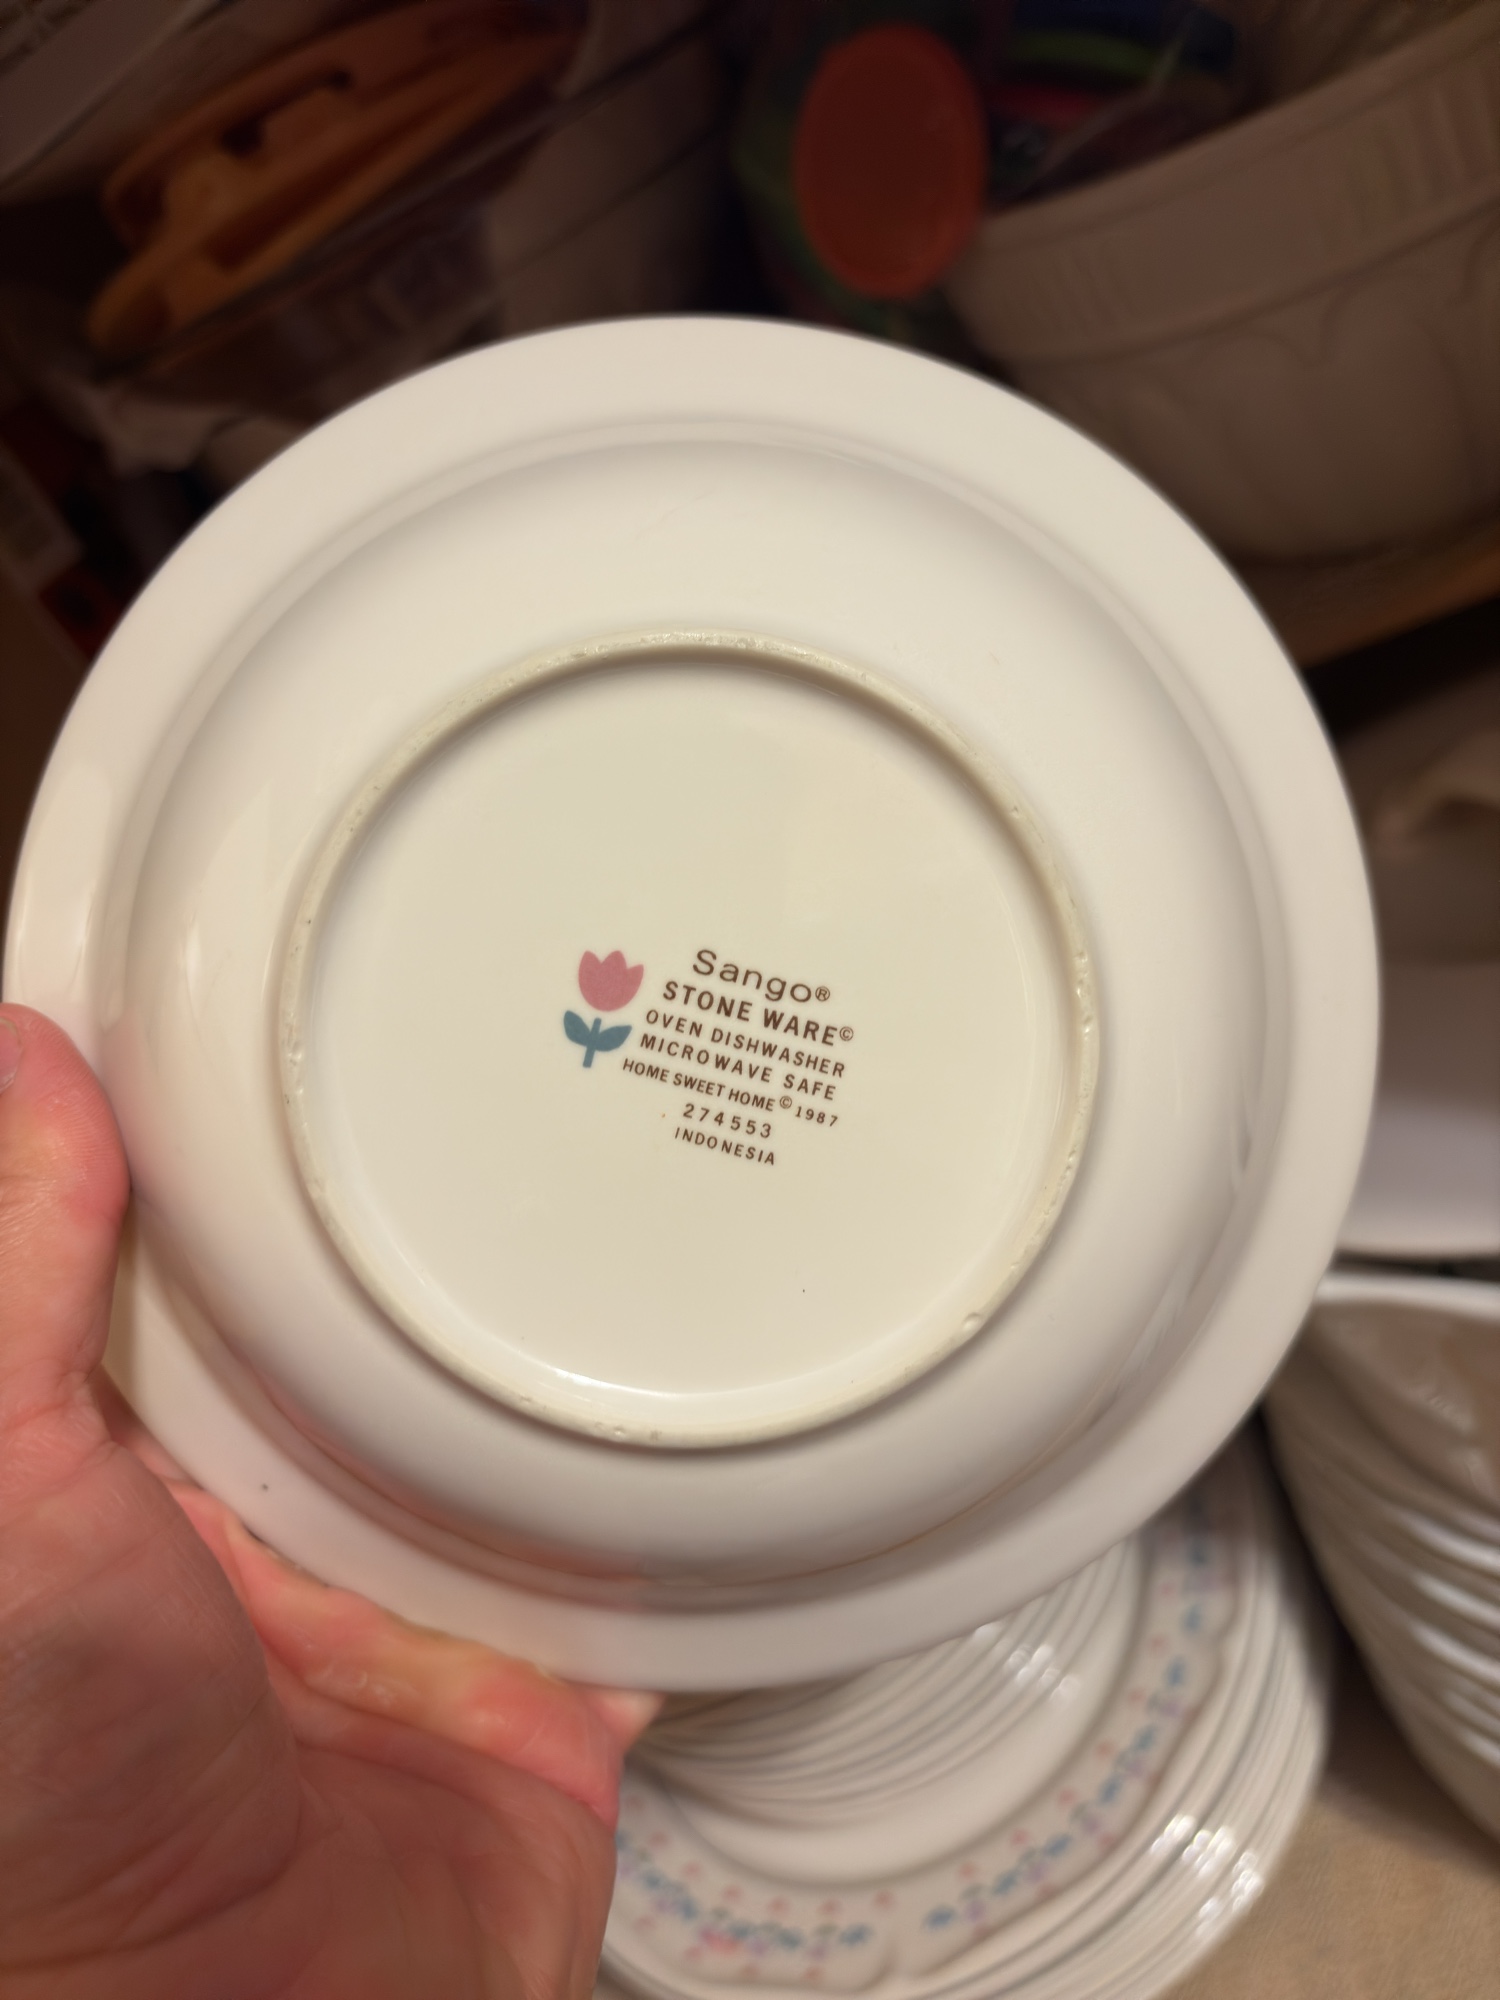 Sango®
STONE WARE©
OVEN DISHWASHER
MICROWAVE SAFE
HOME SWEET HOME © 1987
274553
INDONESIA